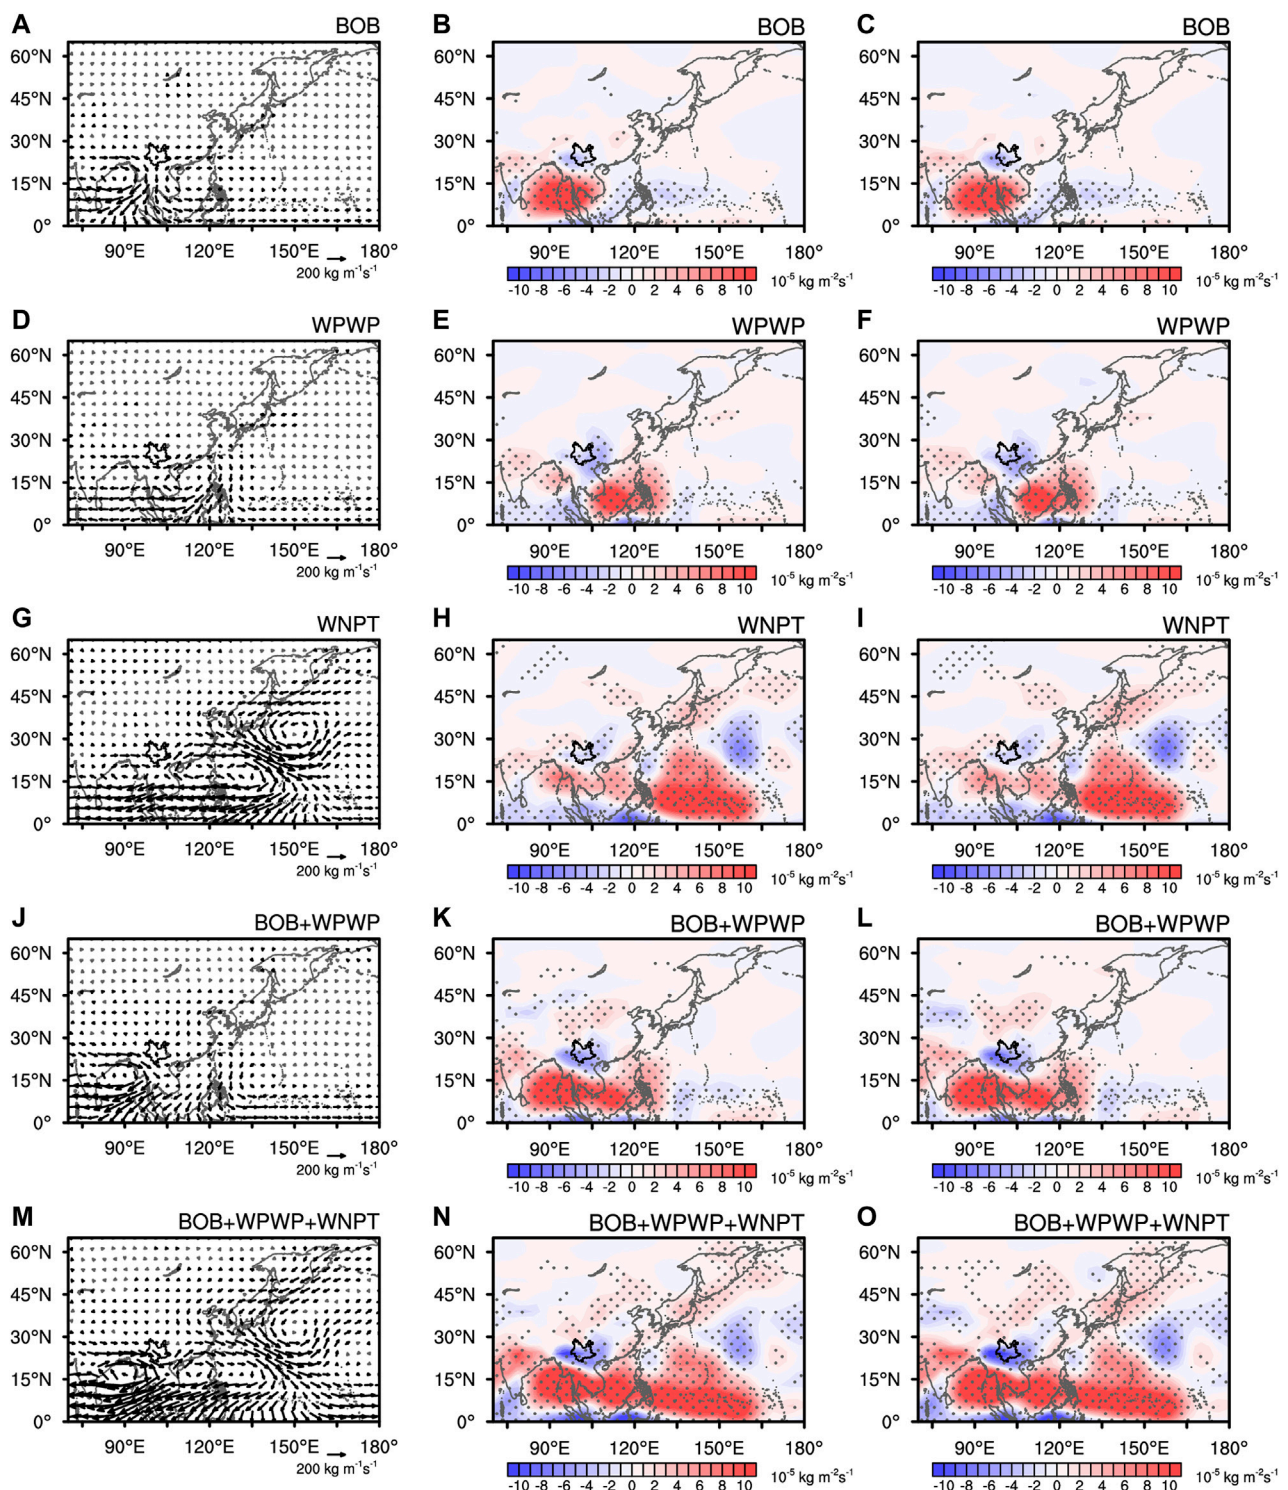 A BOB B BOB C BOB
60°N 60°N 60°N
45°N 45°N 45°N
30°N 30°N 30°N
15°N 15°N 15°N
0° 0° 0°
90°E 120°E 150°E 180° 90°E 120°E 150°E 180° 90°E 120°E 150°E 180°
200 kg m⁻¹s⁻¹ -10 -8 -6 -4 -2 0 2 4 6 8 10 10⁻⁵ kg m⁻²s⁻¹ -10 -8 -6 -4 -2 0 2 4 6 8 10 10⁻⁵ kg m⁻²s⁻¹
D WPWP E WPWP F WPWP
60°N 60°N 60°N
45°N 45°N 45°N
30°N 30°N 30°N
15°N 15°N 15°N
0° 0° 0°
90°E 120°E 150°E 180° 90°E 120°E 150°E 180° 90°E 120°E 150°E 180°
200 kg m⁻¹s⁻¹ -10 -8 -6 -4 -2 0 2 4 6 8 10 10⁻⁵ kg m⁻²s⁻¹ -10 -8 -6 -4 -2 0 2 4 6 8 10 10⁻⁵ kg m⁻²s⁻¹
G WNPT H WNPT I WNPT
60°N 60°N 60°N
45°N 45°N 45°N
30°N 30°N 30°N
15°N 15°N 15°N
0° 0° 0°
90°E 120°E 150°E 180° 90°E 120°E 150°E 180° 90°E 120°E 150°E 180°
200 kg m⁻¹s⁻¹ -10 -8 -6 -4 -2 0 2 4 6 8 10 10⁻⁵ kg m⁻²s⁻¹ -10 -8 -6 -4 -2 0 2 4 6 8 10 10⁻⁵ kg m⁻²s⁻¹
J BOB+WPWP K BOB+WPWP L BOB+WPWP
60°N 60°N 60°N
45°N 45°N 45°N
30°N 30°N 30°N
15°N 15°N 15°N
0° 0° 0°
90°E 120°E 150°E 180° 90°E 120°E 150°E 180° 90°E 120°E 150°E 180°
200 kg m⁻¹s⁻¹ -10 -8 -6 -4 -2 0 2 4 6 8 10 10⁻⁵ kg m⁻²s⁻¹ -10 -8 -6 -4 -2 0 2 4 6 8 10 10⁻⁵ kg m⁻²s⁻¹
M BOB+WPWP+WNPT N BOB+WPWP+WNPT O BOB+WPWP+WNPT
60°N 60°N 60°N
45°N 45°N 45°N
30°N 30°N 30°N
15°N 15°N 15°N
0° 0° 0°
90°E 120°E 150°E 180° 90°E 120°E 150°E 180° 90°E 120°E 150°E 180°
200 kg m⁻¹s⁻¹ -10 -8 -6 -4 -2 0 2 4 6 8 10 10⁻⁵ kg m⁻²s⁻¹ -10 -8 -6 -4 -2 0 2 4 6 8 10 10⁻⁵ kg m⁻²s⁻¹